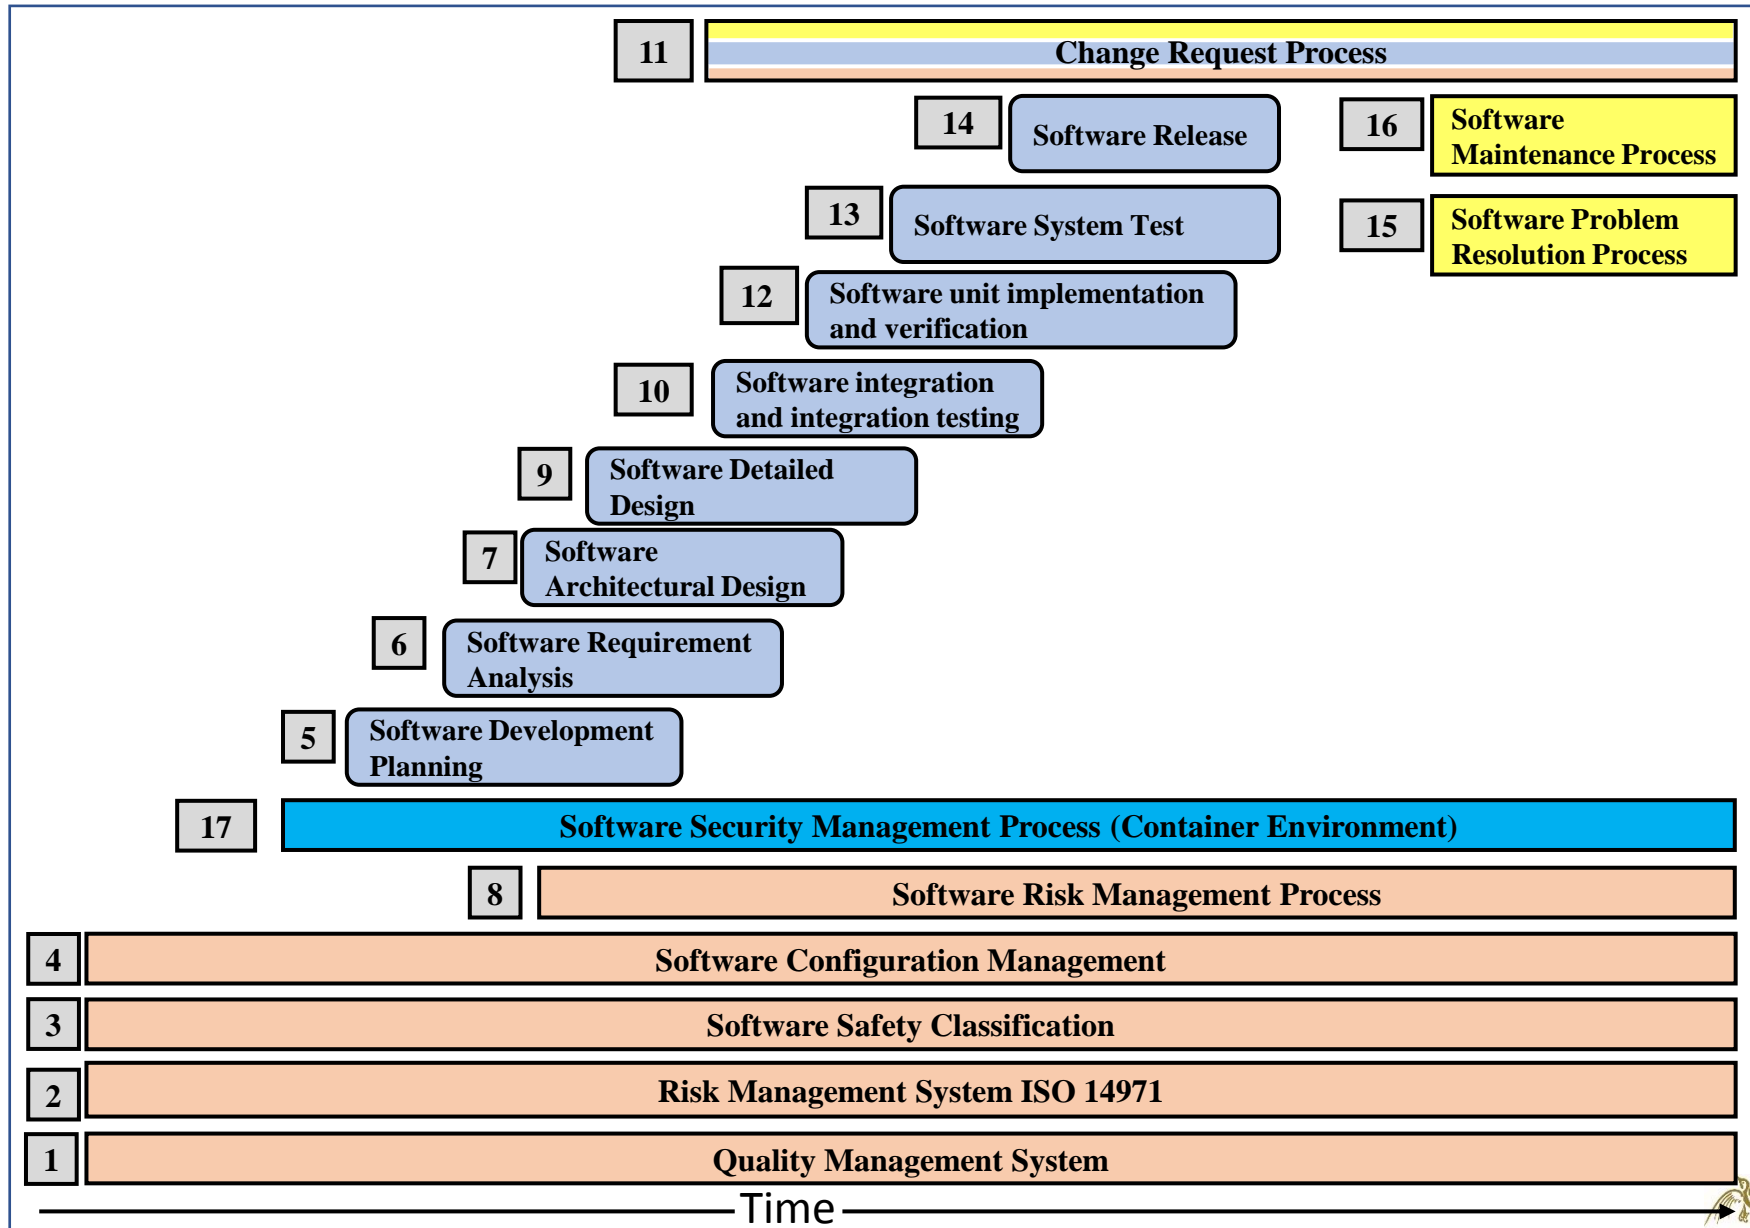 11
Change Request Process
14
Software Release
16
Software
Maintenance Process
13
Software System Test
15
Software Problem
Resolution Process
12
Software unit implementation
and verification
10
Software integration
and integration testing
9
Software Detailed
Design
7
Software
Architectural Design
6
Software Requirement
Analysis
5
Software Development
Planning
17
Software Security Management Process (Container Environment)
8
Software Risk Management Process
4
Software Configuration Management
3
Software Safety Classification
2
Risk Management System ISO 14971
1
Quality Management System
Time